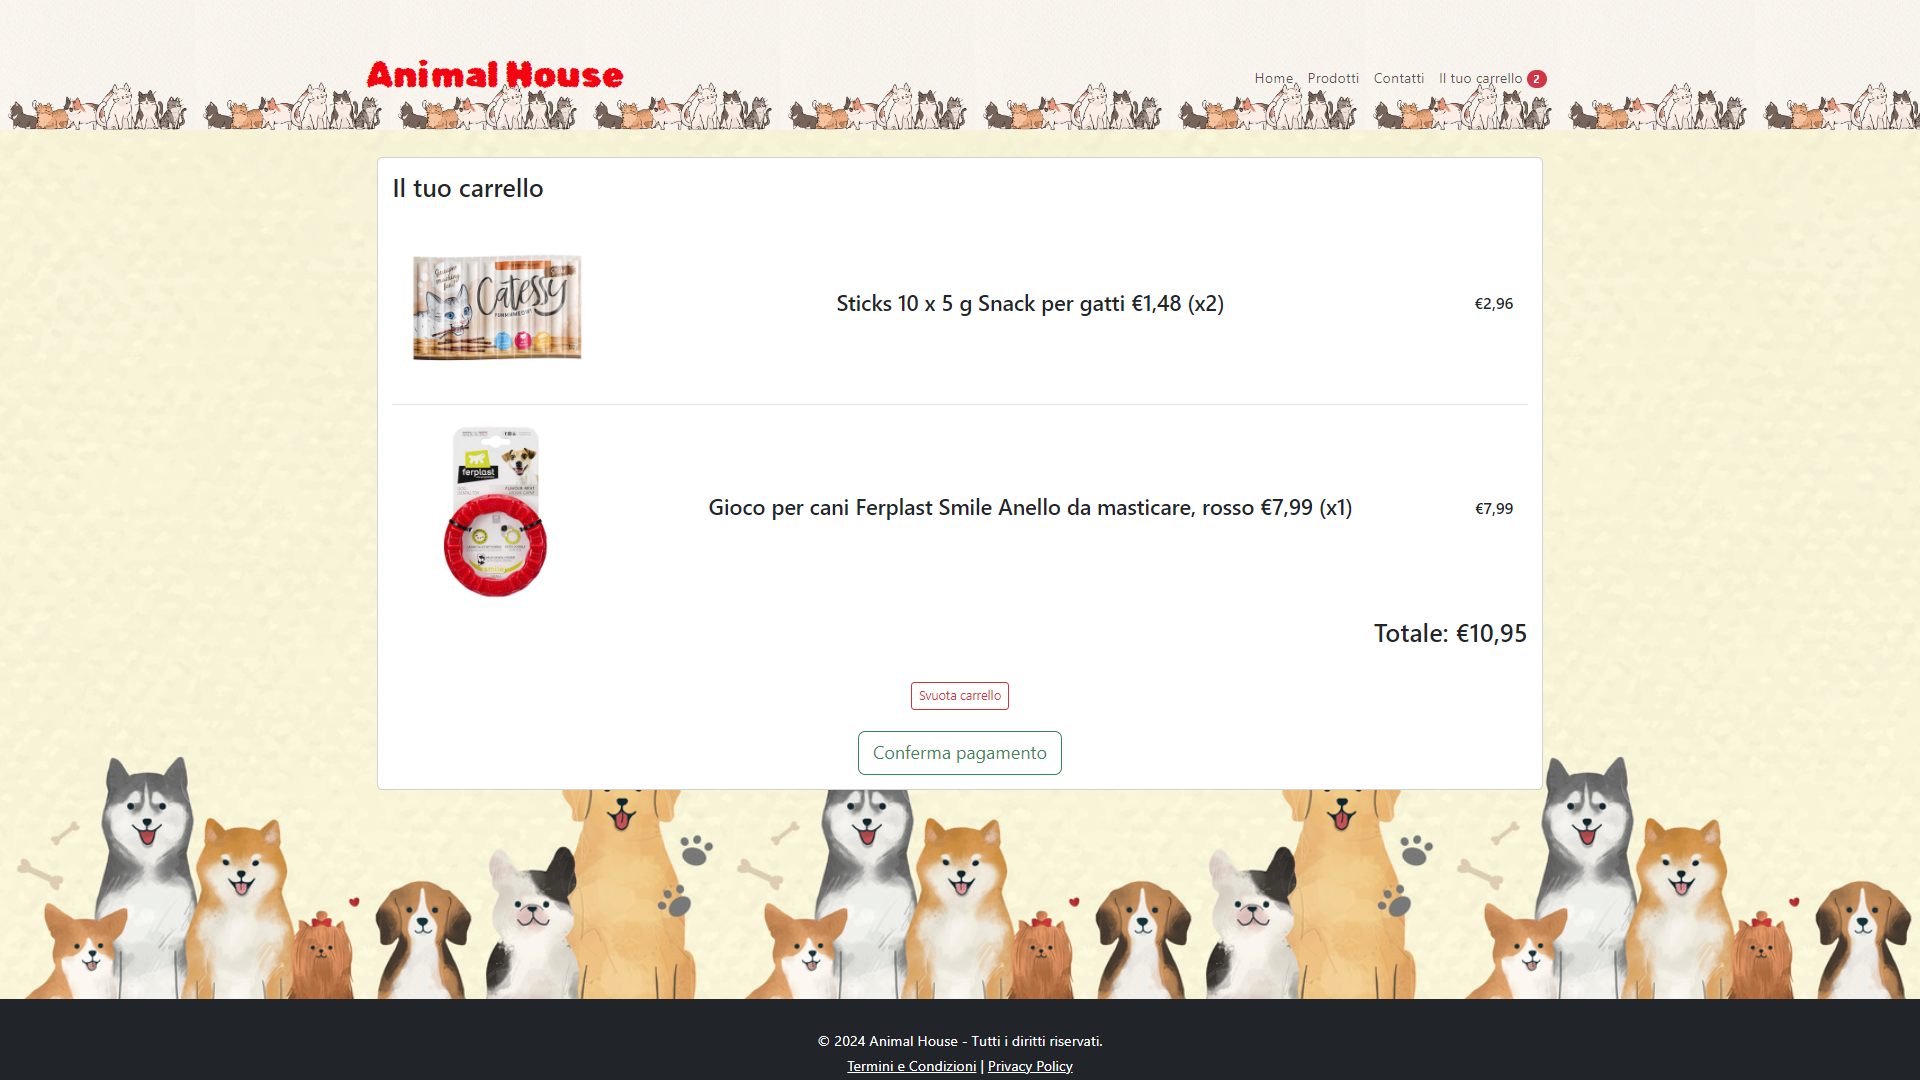 Animal House
Home Prodotti Contatti Il tuo carrello 2
Il tuo carrello
Catessy
Sticks 10 x 5 g Snack per gatti €1,48 (x2)
€2,96
ferplast
Gioco per cani Ferplast Smile Anello da masticare, rosso €7,99 (x1)
€7,99
smile
Totale: €10,95
Svuota carrello
Conferma pagamento
© 2024 Animal House - Tutti i diritti riservati.
Termini e Condizioni | Privacy Policy